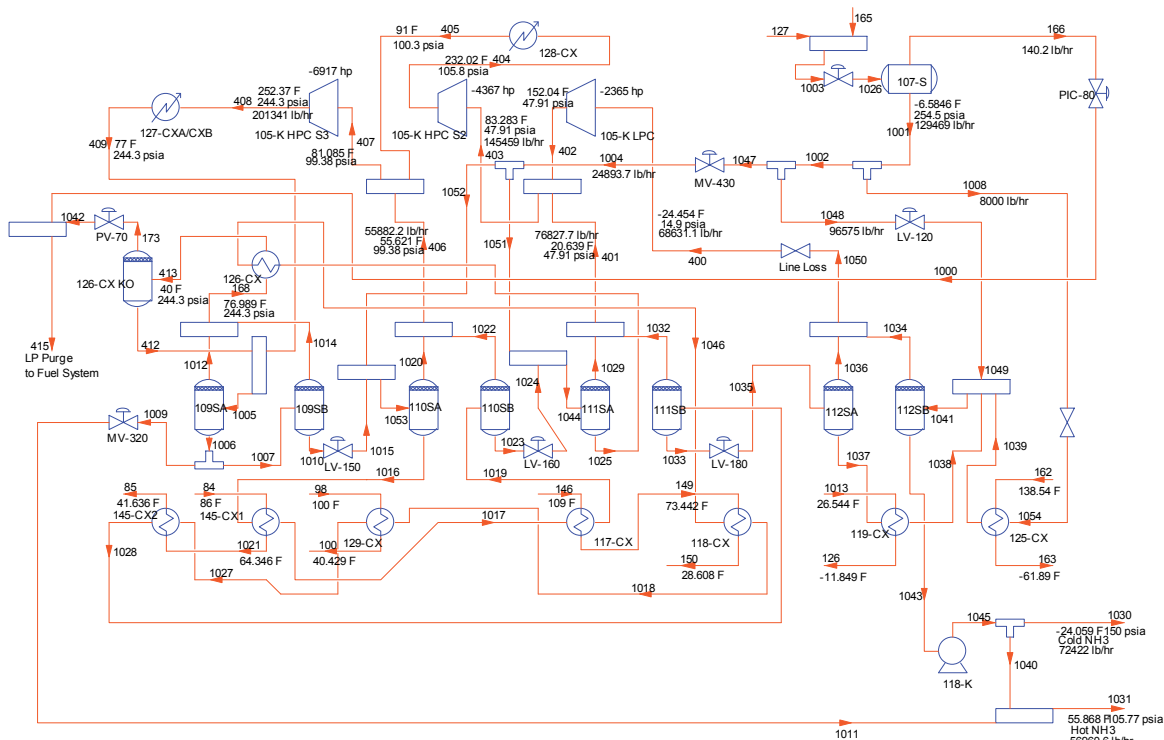 127
165
166
140.2 lb/hr
107-S
1003
1026
PIC-80
-6.5846 F
254.5 psia
129469 lb/hr
1001
91 F
405
100.3 psia
128-CX
232.02 F
404
105.8 psia
-6917 hp
252.37 F
408
244.3 psia
201341 lb/hr
127-CXA/CXB
105-K HPC S3
-4367 hp
105-K HPC S2
152.04 F
47.91 psia
-2365 hp
105-K LPC
83.283 F
47.91 psia
145459 lb/hr
403
402
409
77 F
244.3 psia
407
81.085 F
99.38 psia
1004
24893.7 lb/hr
MV-430
1047
1002
1008
8000 lb/hr
1052
1051
1048
96575 lb/hr
LV-120
1042
PV-70
173
55882.2 lb/hr
55.621 F
99.38 psia
406
76827.7 lb/hr
20.639 F
47.91 psia
401
-24.454 F
14.9 psia
68631.1 lb/hr
400
Line Loss
1050
1000
126-CX KO
413
40 F
244.3 psia
126-CX
168
76.989 F
244.3 psia
415
LP Purge
to Fuel System
412
1012
1014
1020
1022
1024
1029
1032
1046
1034
1035
1036
1049
109SA
1005
109SB
110SA
1053
110SB
1044
111SA
111SB
112SA
112SB
1041
MV-320
1009
1006
1007
1010
LV-150
1015
1023
LV-160
1025
1033
LV-180
1037
1038
1039
1016
1019
85
41.636 F
145-CX2
84
86 F
145-CX1
98
100 F
129-CX
146
109 F
117-CX
149
73.442 F
118-CX
1013
26.544 F
119-CX
162
138.54 F
1054
125-CX
1017
1028
1021
64.346 F
100
40.429 F
150
28.608 F
126
-11.849 F
163
-61.89 F
1027
1018
1043
1045
1030
-24.059 F150 psia
Cold NH3
72422 lb/hr
118-K
1040
1031
55.868 F105.77 psia
Hot NH3
1011